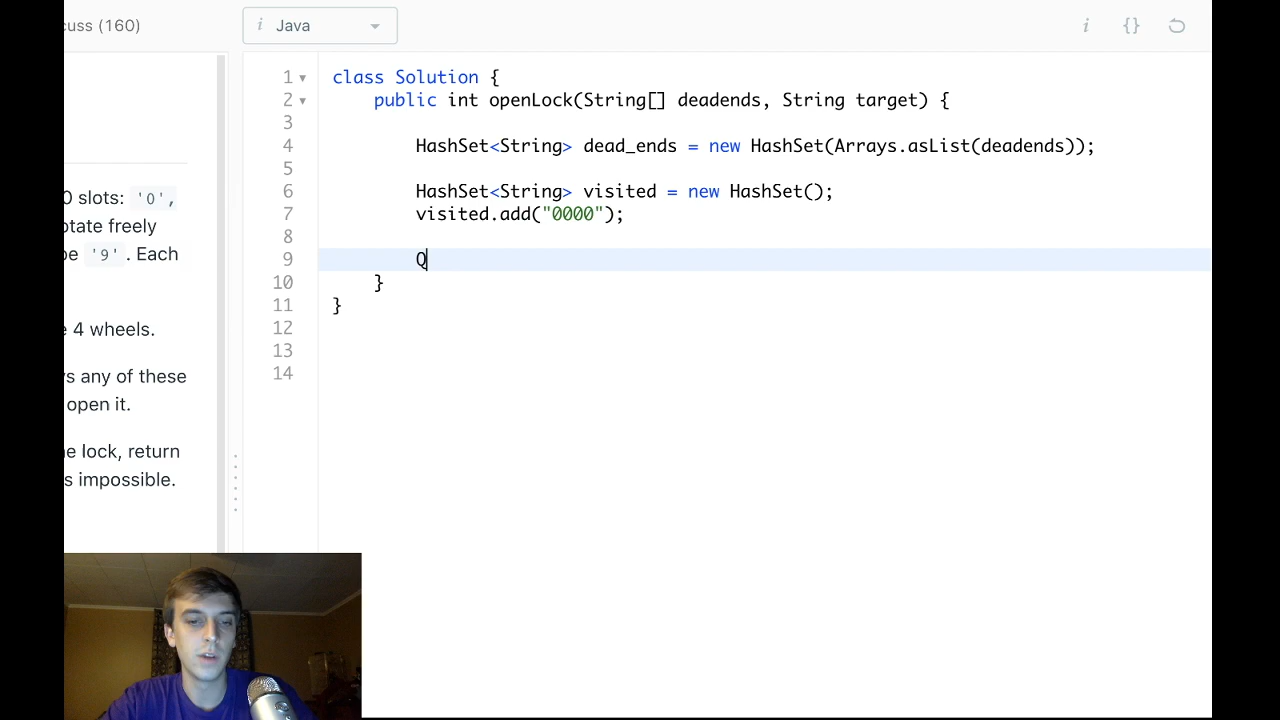 cuss (160)
i Java
i {} 
0 slots: '0',
otate freely
be '9'. Each
e 4 wheels.
ys any of these
open it.
e lock, return
s impossible.
1 class Solution {
2 public int openLock(String[] deadends, String target) {
3
4 HashSet<String> dead_ends = new HashSet(Arrays.asList(deadends));
5
6 HashSet<String> visited = new HashSet();
7 visited.add("0000");
8
9 Q
10 }
11 }
12
13
14